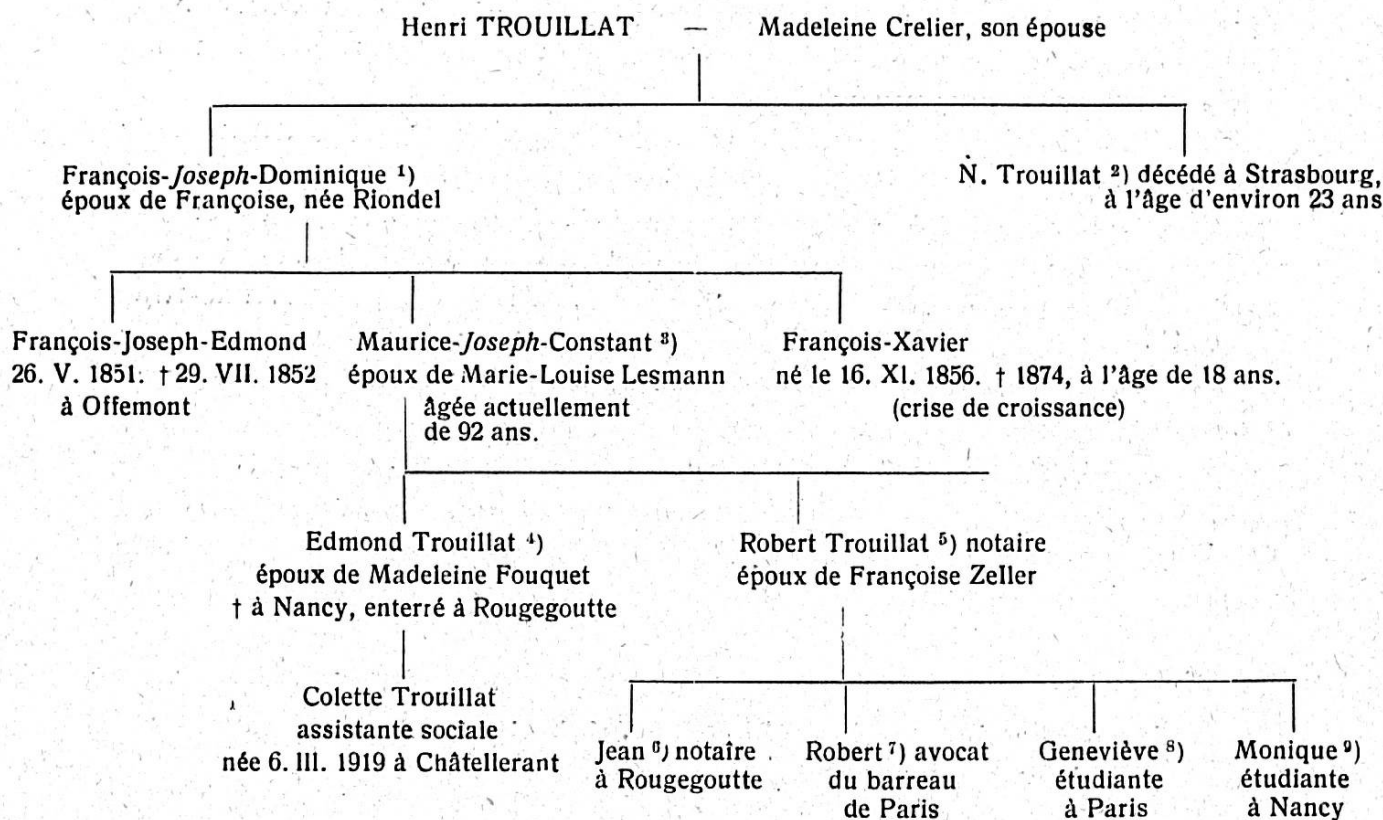 Henri TROUILLAT — Madeleine Crelier, son épouse
François-Joseph-Dominique ¹)
époux de Françoise, née Riondel
N. Trouillat ²) décédé à Strasbourg,
à l'âge d'environ 23 ans
François-Joseph-Edmond
26. V. 1851. † 29. VII. 1852
à Offemont
Maurice-Joseph-Constant ³)
époux de Marie-Louise Lesmann
âgée actuellement
de 92 ans.
François-Xavier
né le 16. XI. 1856. † 1874, à l'âge de 18 ans.
(crise de croissance)
Edmond Trouillat ⁴)
époux de Madeleine Fouquet
† à Nancy, enterré à Rougegoutte
Robert Trouillat ⁵) notaire
époux de Françoise Zeller
Colette Trouillat
assistante sociale
née 6. III. 1919 à Châtellerant
Jean ⁶) notaire
à Rougegoutte
Robert ⁷) avocat
du barreau
de Paris
Geneviève ⁸)
étudiante
à Paris
Monique ⁹)
étudiante
à Nancy